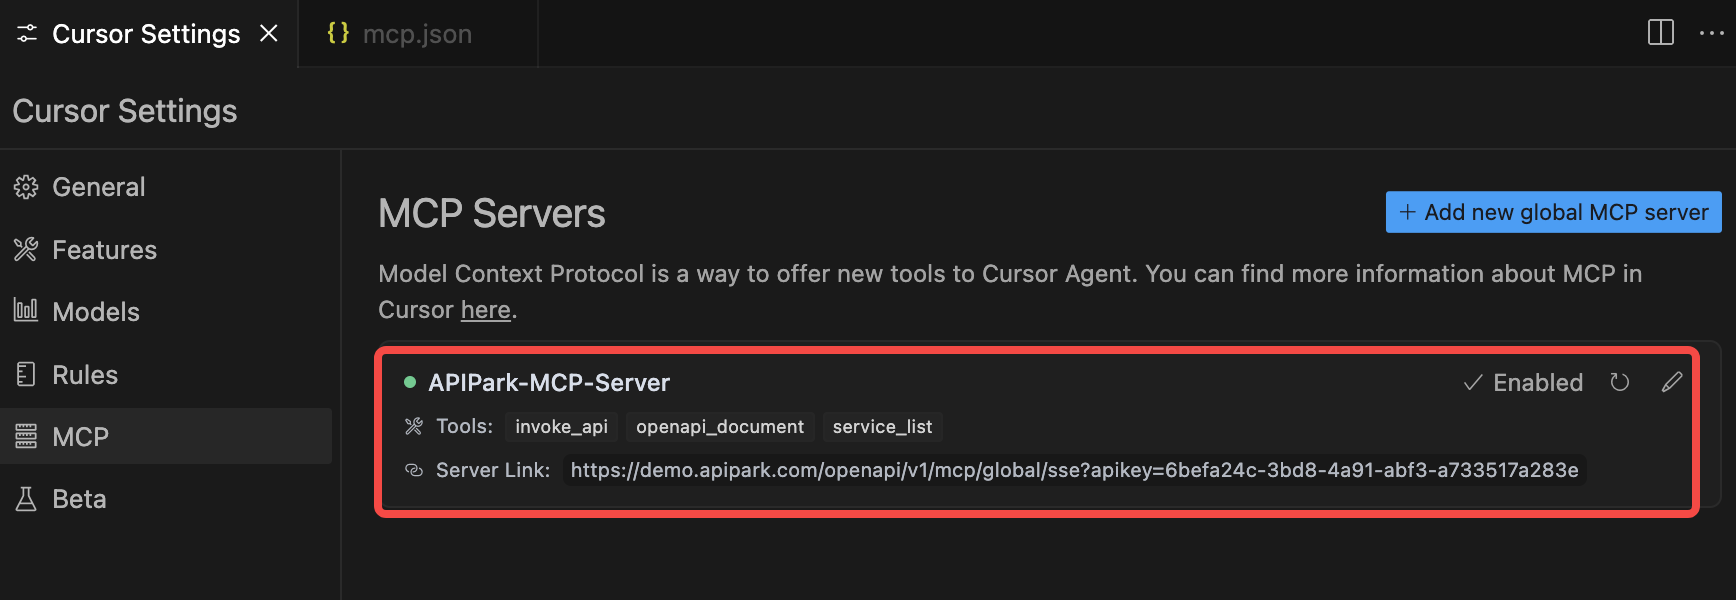 Cursor Settings
mcp.json
Cursor Settings
General
Features
Models
Rules
MCP
Beta
MCP Servers
+ Add new global MCP server
Model Context Protocol is a way to offer new tools to Cursor Agent. You can find more information about MCP in
Cursor here.
APIPark-MCP-Server
Enabled
Tools: invoke_api openapi_document service_list
Server Link: https://demo.apipark.com/openapi/v1/mcp/global/sse?apikey=6befa24c-3bd8-4a91-abf3-a733517a283e